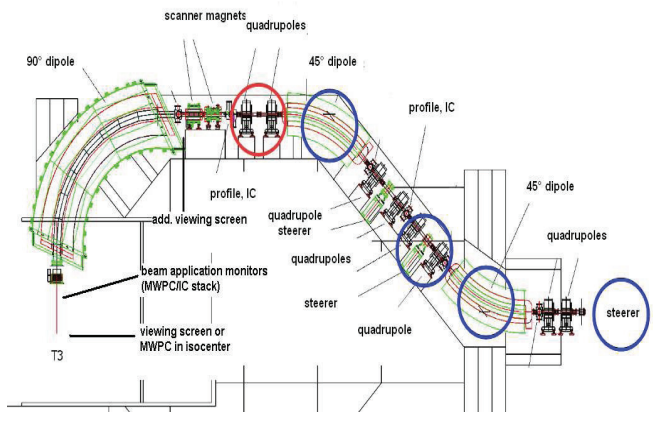 scanner magnets
quadrupoles
90° dipole
45° dipole
profile, IC
profile, IC
45° dipole
add. viewing screen
quadrupole
steerer
quadrupoles
quadrupoles
beam application monitors
(MWPC/IC stack)
steerer
steerer
viewing screen or
MWPC in isocenter
quadrupole
T3